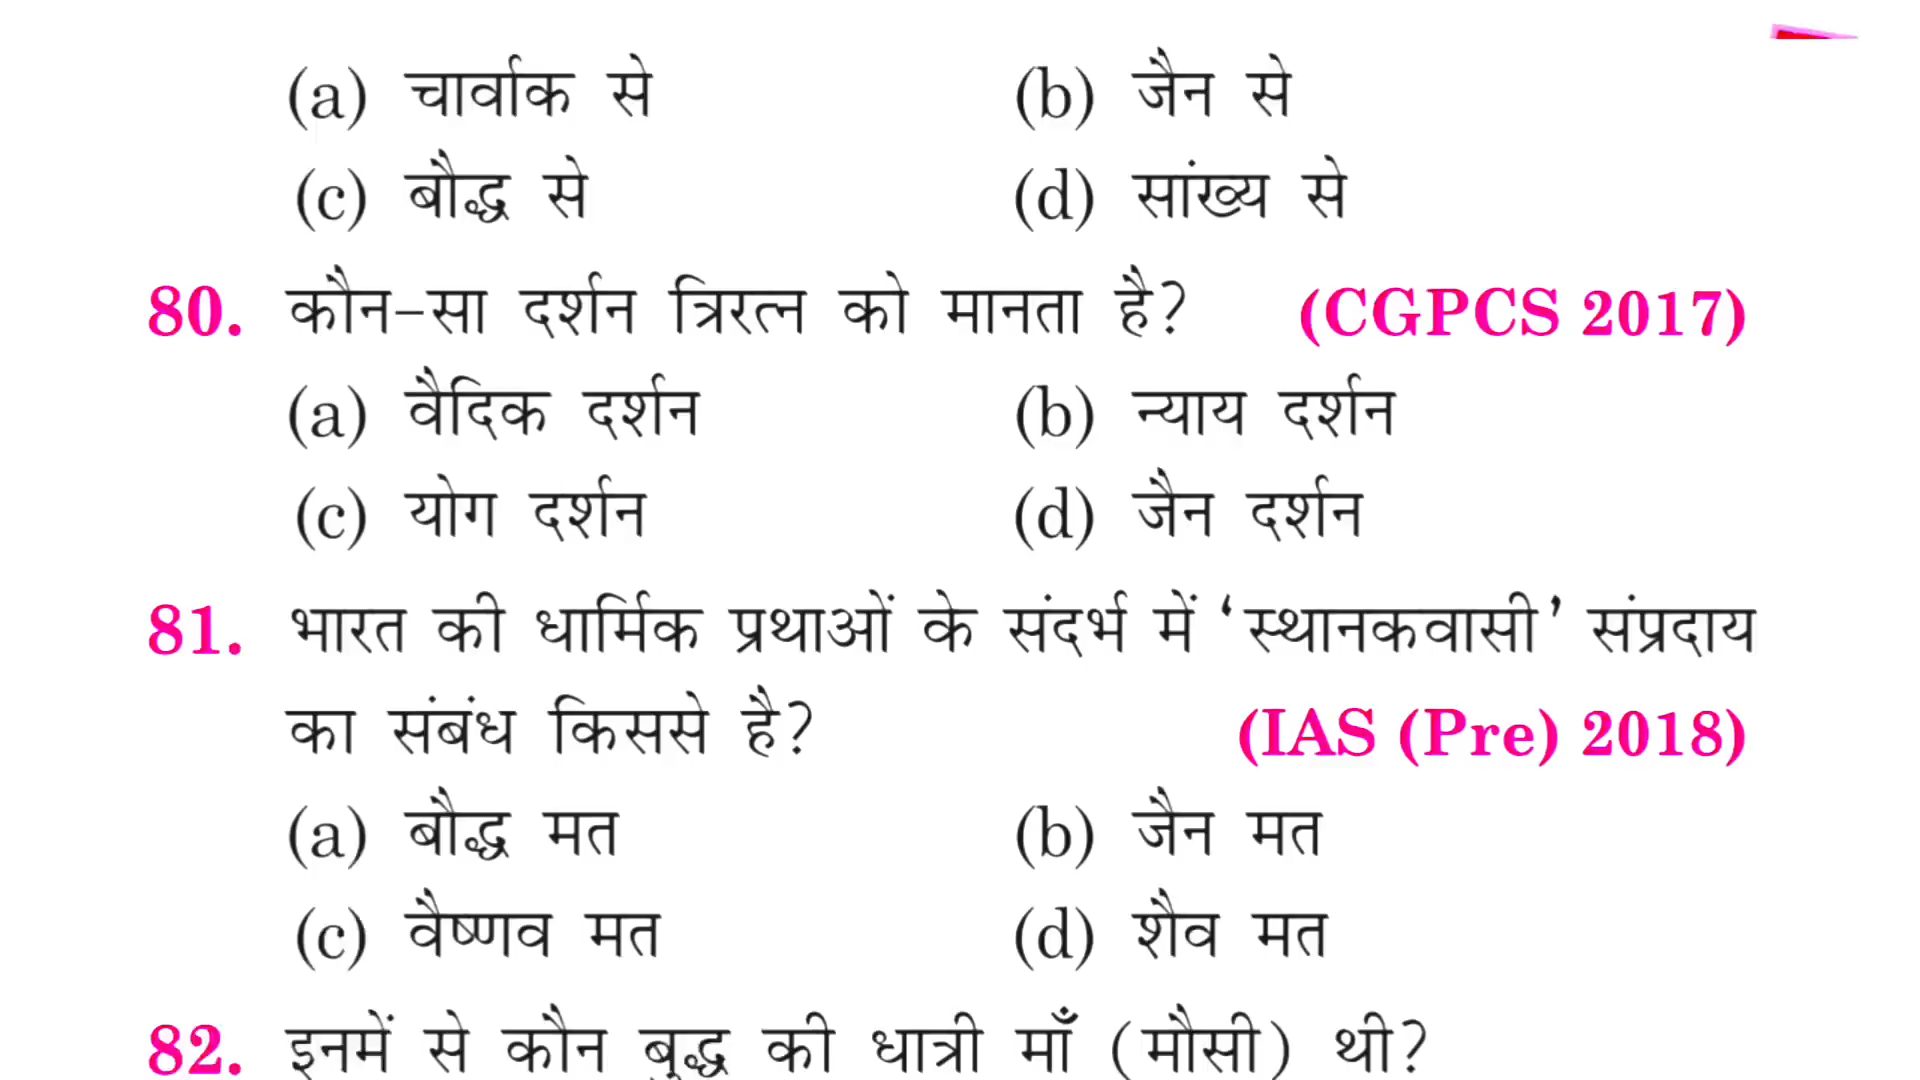 (a) चार्वाक से (b) जैन से
(c) बौद्ध से (d) सांख्य से
80. कौन-सा दर्शन त्रिरत्न को मानता है? (CGPCS 2017)
(a) वैदिक दर्शन (b) न्याय दर्शन
(c) योग दर्शन (d) जैन दर्शन
81. भारत की धार्मिक प्रथाओं के संदर्भ में ‘स्थानकवासी’ संप्रदाय
का संबंध किससे है? (IAS (Pre) 2018)
(a) बौद्ध मत (b) जैन मत
(c) वैष्णव मत (d) शैव मत
82. इनमें से कौन बुद्ध की धात्री माँ (मौसी) थी?